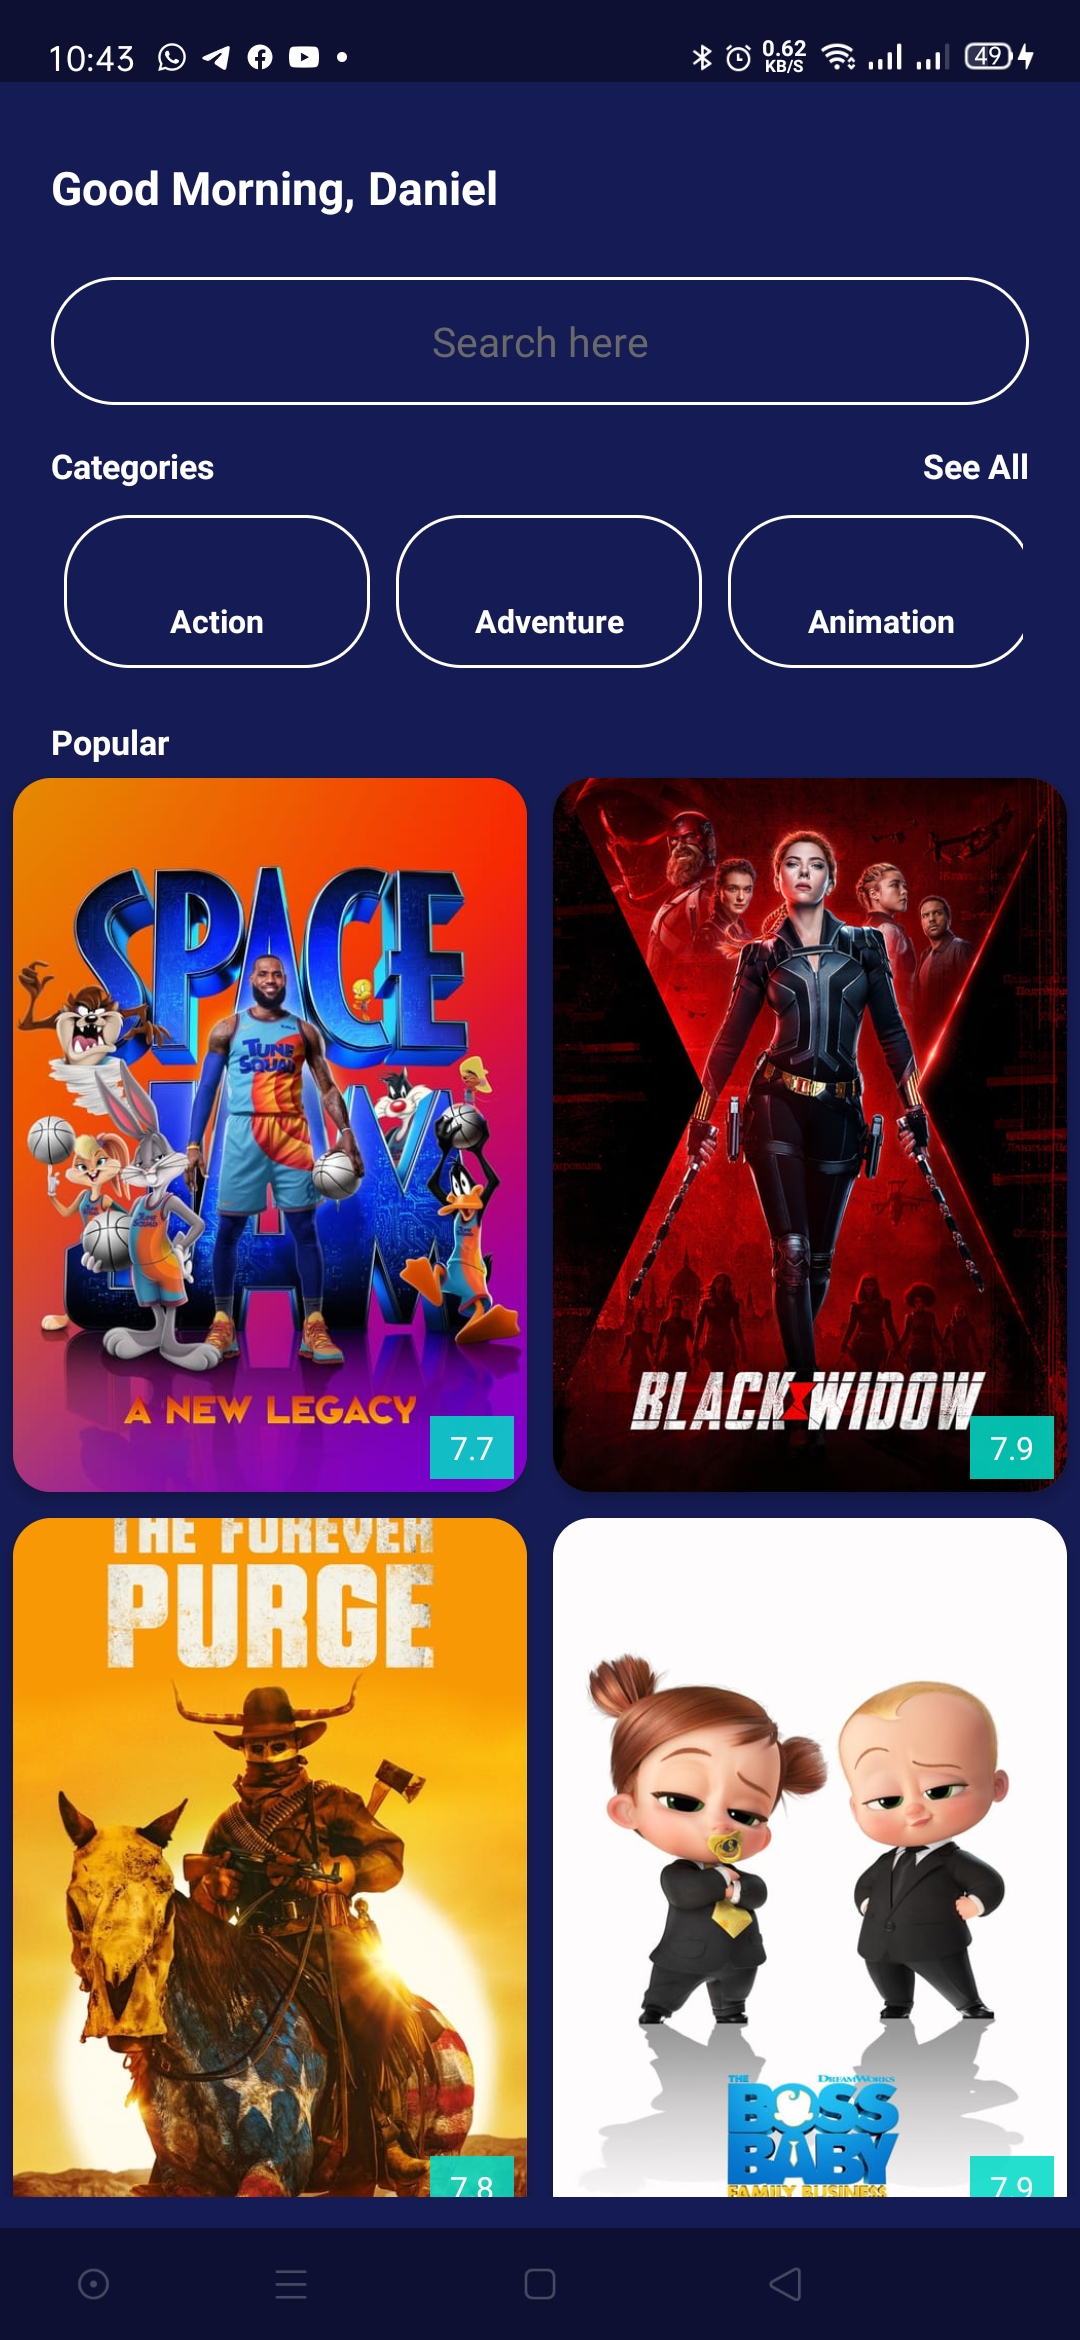 10:43
0.62
KB/S
49
Good Morning, Daniel
Search here
Categories
See All
Action
Adventure
Animation
Popular
SPACE
JAM
TUNE
SQUAD
A NEW LEGACY
7.7
BLACK WIDOW
7.9
THE FOREVER
PURGE
7.8
THE
DREAMWORKS
BOSS
BABY
FAMILY BUSINESS
7.9